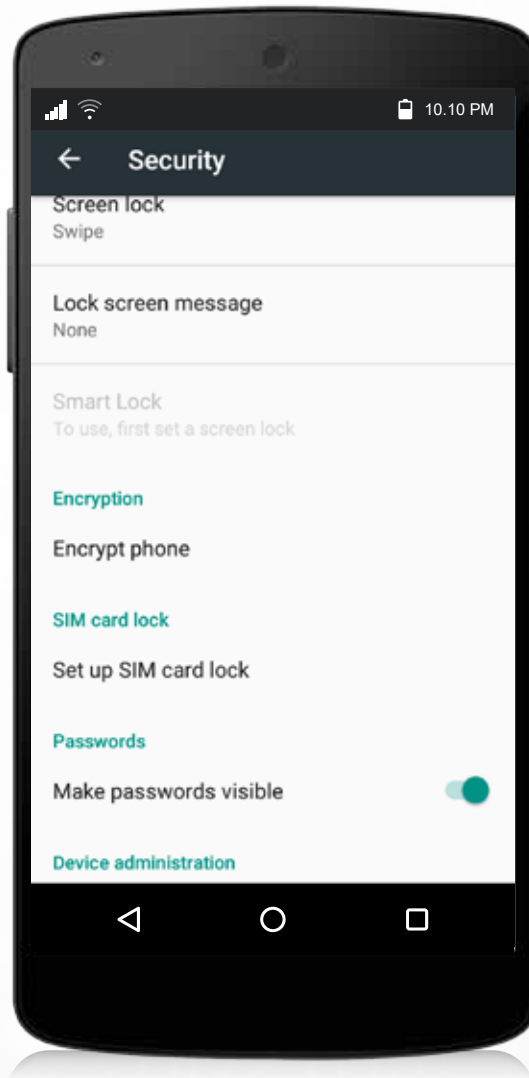 10.10 PM
Security
Screen lock
Swipe
Lock screen message
None
Smart Lock
To use, first set a screen lock
Encryption
Encrypt phone
SIM card lock
Set up SIM card lock
Passwords
Make passwords visible
Device administration